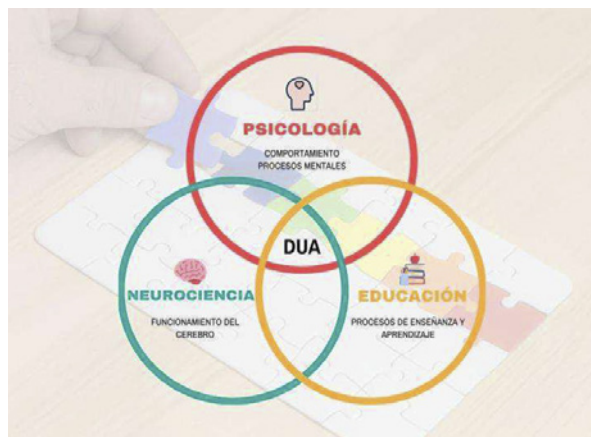 PSICOLOGÍA
COMPORTAMIENTO
PROCESOS MENTALES
DUA
NEUROCIENCIA
FUNCIONAMIENTO DEL
CEREBRO
EDUCACIÓN
PROCESOS DE ENSEÑANZA Y
APRENDIZAJE